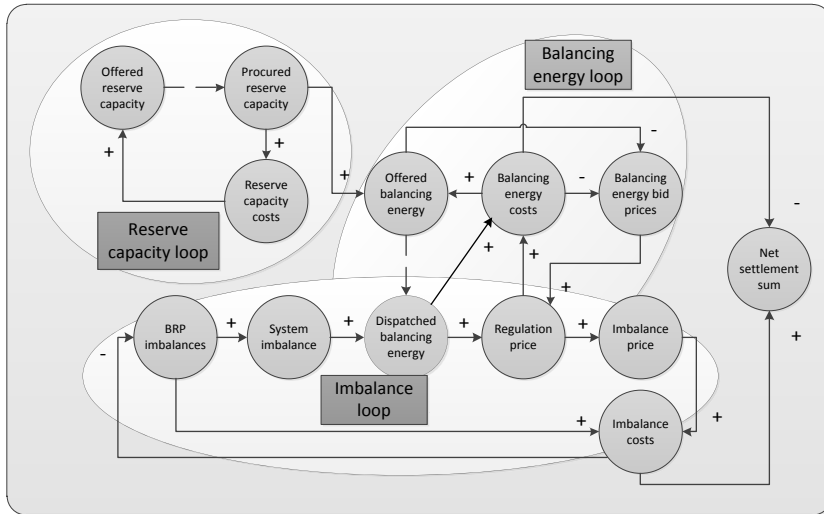 Offered
reserve
capacity
Procured
reserve
capacity
+
+
Reserve
capacity
costs
+
Reserve
capacity loop
Balancing
energy loop
-
+
Offered
balancing
energy
+
Balancing
energy
costs
-
Balancing
energy bid
prices
+
+
+
-
Net
settlement
sum
+
BRP
imbalances
+
System
imbalance
+
Dispatched
balancing
energy
+
Regulation
price
+
Imbalance
price
-
Imbalance
loop
+
+
Imbalance
costs